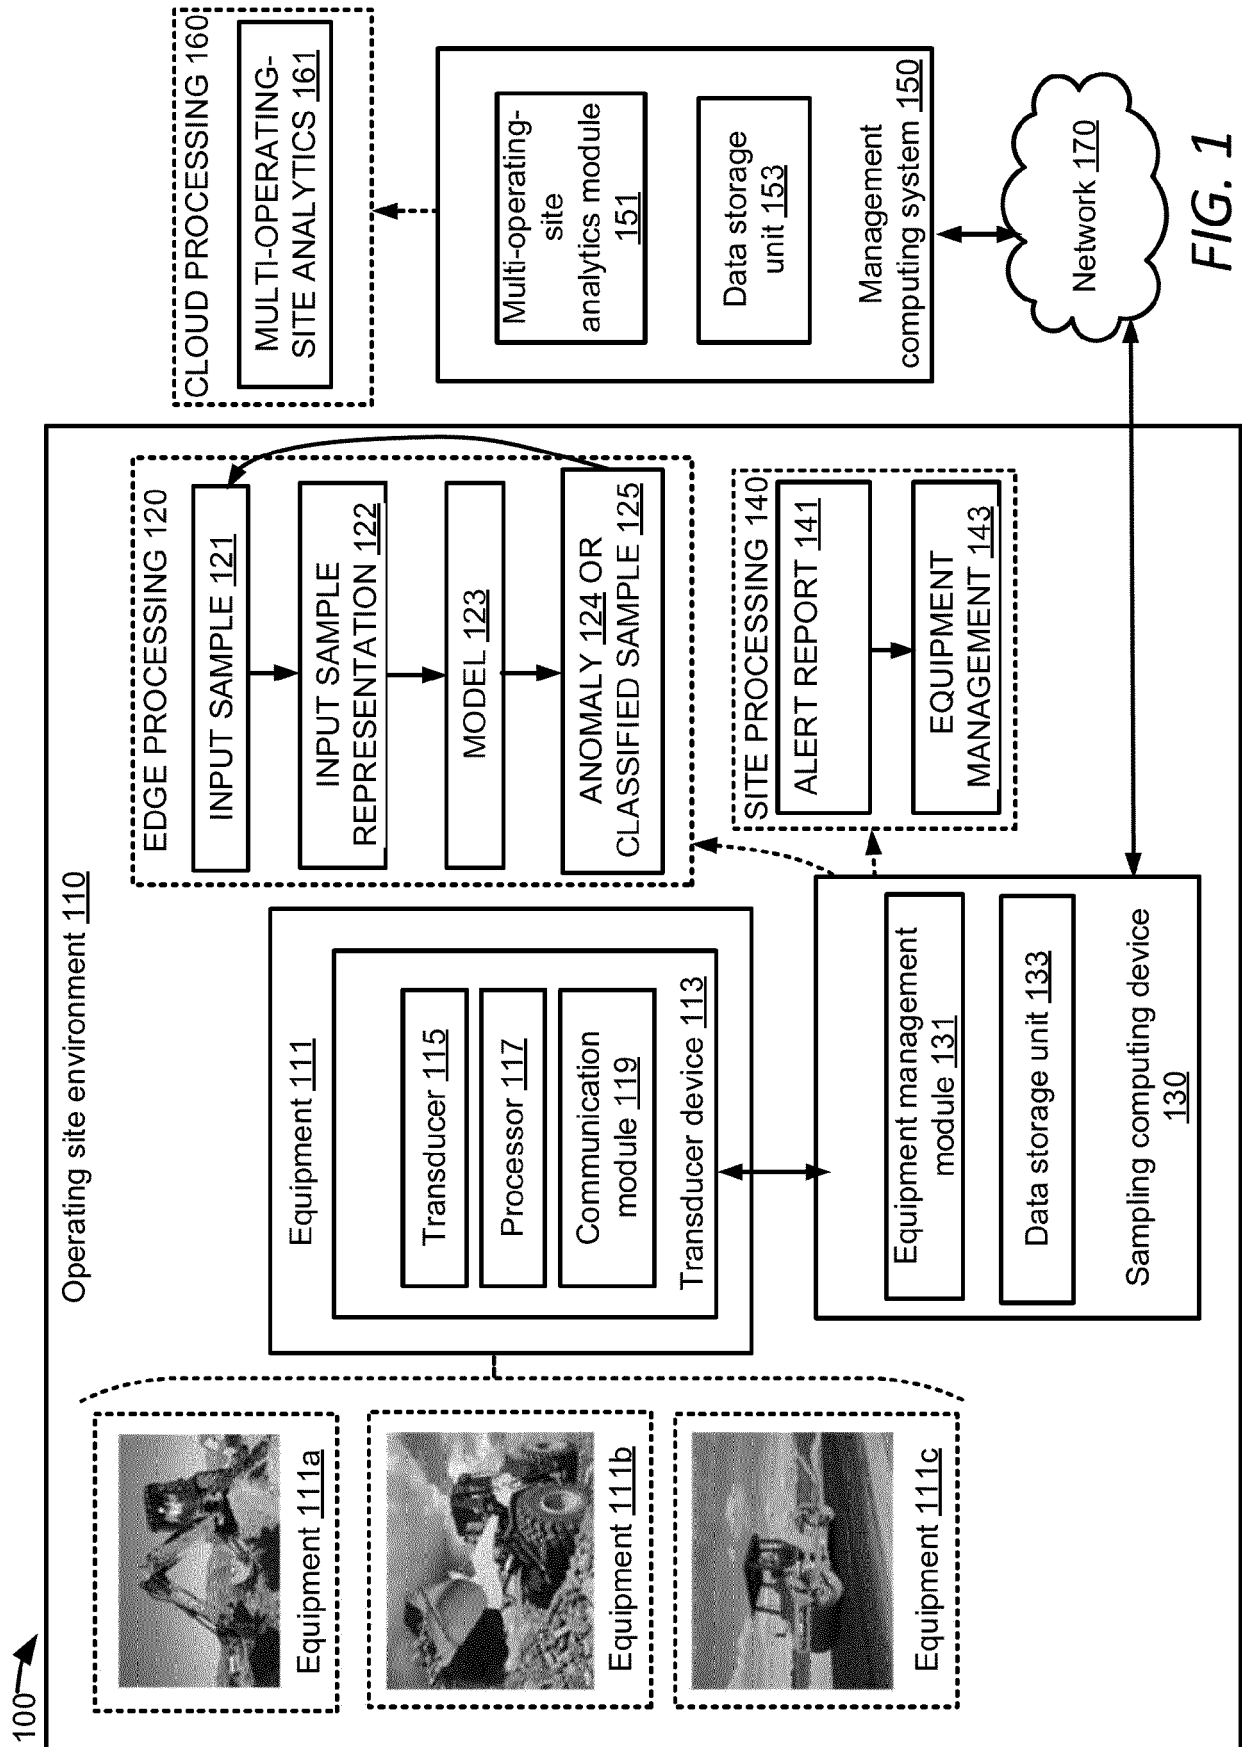 100
Operating site environment 110
Equipment 111a
Equipment 111b
Equipment 111c
Equipment 111
Transducer 115
Processor 117
Communication
module 119
Transducer device 113
EDGE PROCESSING 120
INPUT SAMPLE 121
INPUT SAMPLE
REPRESENTATION 122
MODEL 123
ANOMALY 124 OR
CLASSIFIED SAMPLE 125
Equipment management
module 131
Data storage unit 133
Sampling computing device
130
SITE PROCESSING 140
ALERT REPORT 141
EQUIPMENT
MANAGEMENT 143
CLOUD PROCESSING 160
MULTI-OPERATING-
SITE ANALYTICS 161
Multi-operating-
site
analytics module
151
Data storage
unit 153
Management
computing system 150
Network 170
FIG. 1